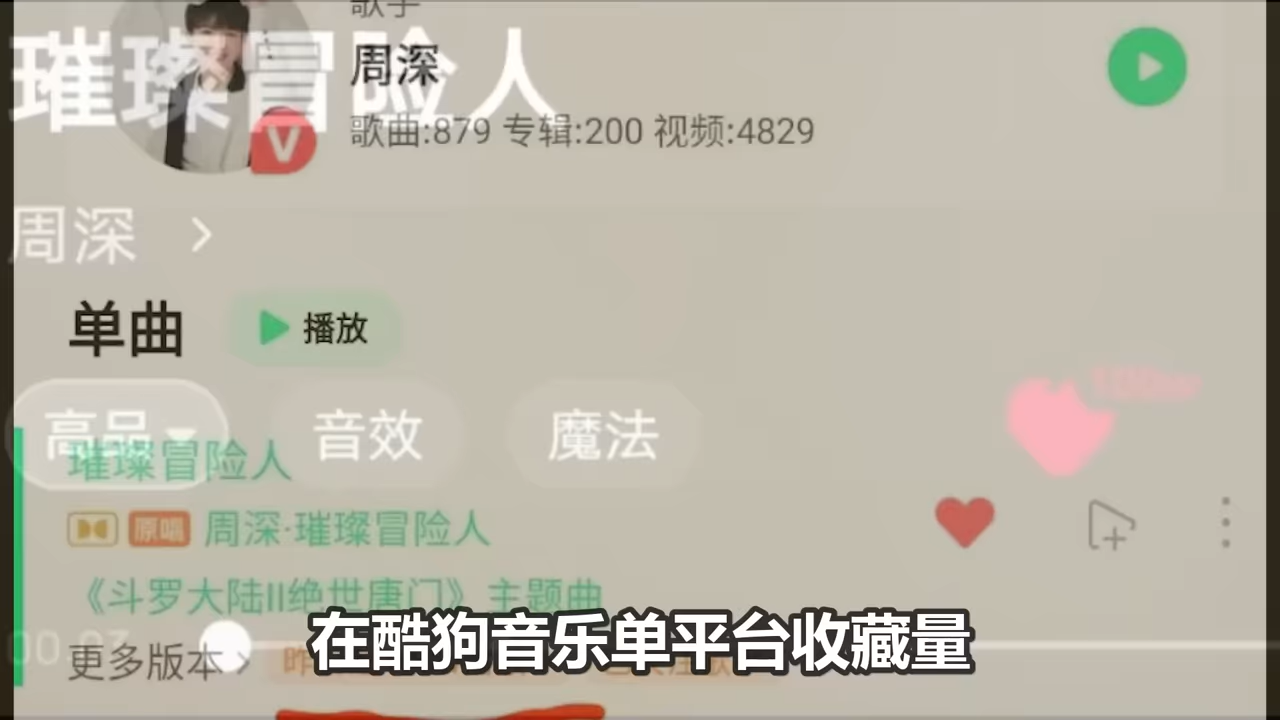 歌手
璀璨冒险人
周深
歌曲:879 专辑:200 视频:4829
周深
单曲
播放
高品
音效
魔法
璀璨冒险人
原唱 周深·璀璨冒险人
《斗罗大陆II绝世唐门》主题曲
更多版本
在酷狗音乐单平台收藏量